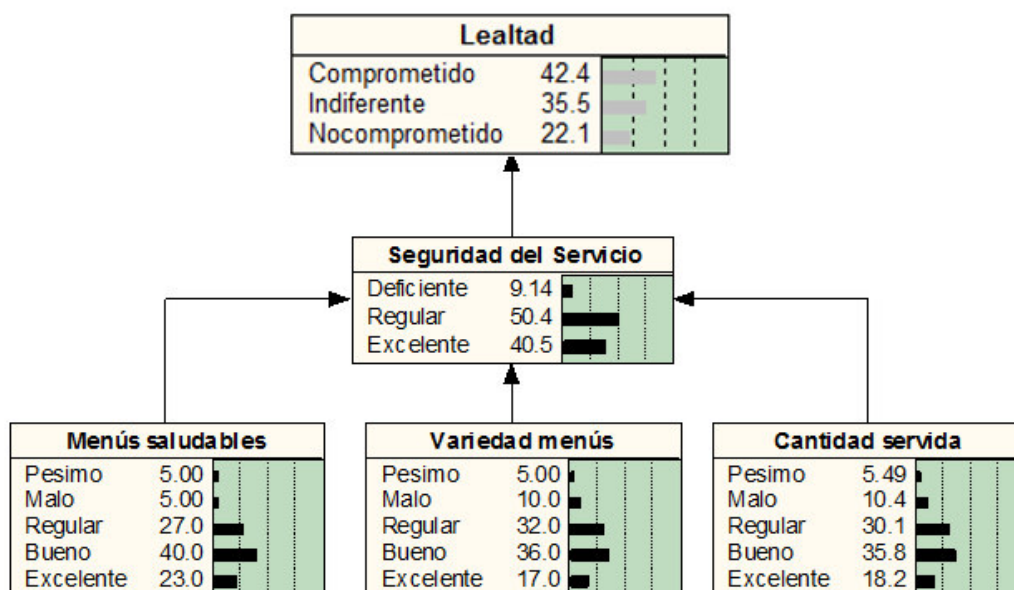 Lealtad
Comprometido 42.4
Indiferente 35.5
Nocomprometido 22.1
Seguridad del Servicio
Deficiente 9.14
Regular 50.4
Excelente 40.5
Menús saludables
Pesimo 5.00
Malo 5.00
Regular 27.0
Bueno 40.0
Excelente 23.0
Variedad menús
Pesimo 5.00
Malo 10.0
Regular 32.0
Bueno 36.0
Excelente 17.0
Cantidad servida
Pesimo 5.49
Malo 10.4
Regular 30.1
Bueno 35.8
Excelente 18.2